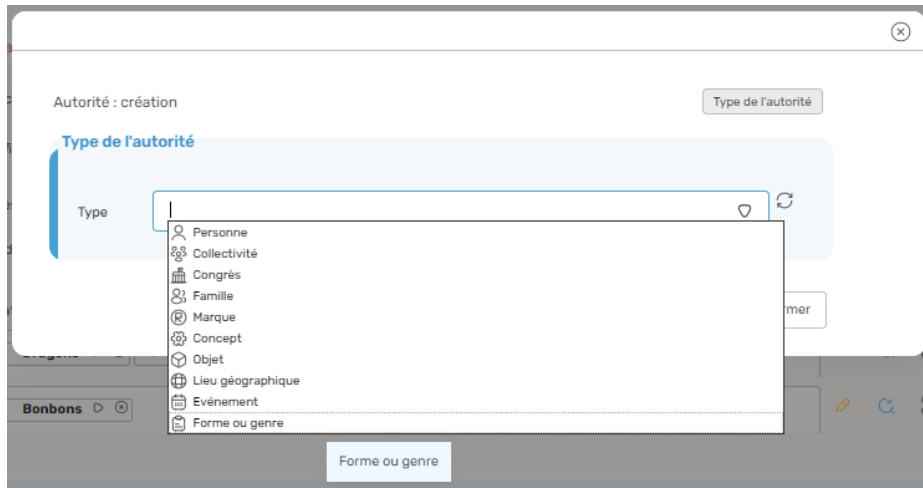 Autorité : création
Type de l'autorité
Type de l'autorité
Type
Personne
Collectivité
Congrès
Famille
Marque
Concept
Objet
Lieu géographique
Evénement
Forme ou genre
Bonbons
Forme ou genre